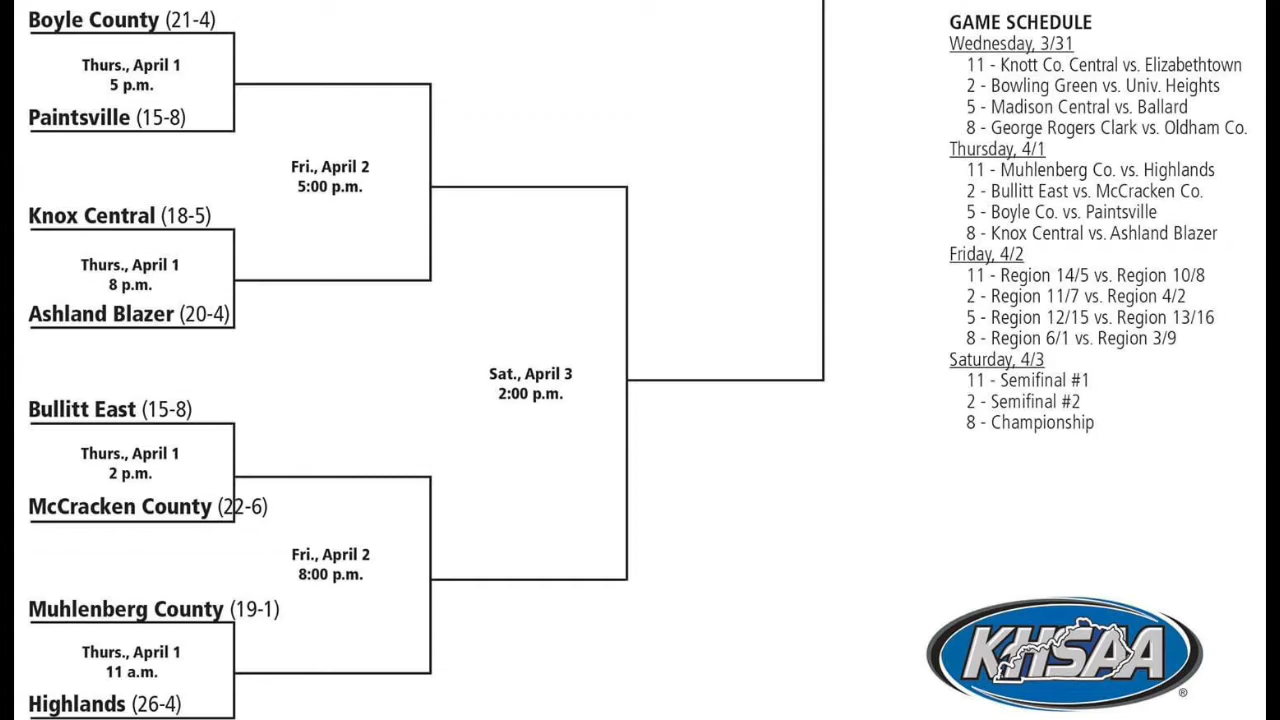 Boyle County (21-4)
Thurs., April 1
5 p.m.
Paintsville (15-8)
Fri., April 2
5:00 p.m.
Knox Central (18-5)
Thurs., April 1
8 p.m.
Ashland Blazer (20-4)
Sat., April 3
2:00 p.m.
Bullitt East (15-8)
Thurs., April 1
2 p.m.
McCracken County (22-6)
Fri., April 2
8:00 p.m.
Muhlenberg County (19-1)
Thurs., April 1
11 a.m.
Highlands (26-4)
GAME SCHEDULE
Wednesday, 3/31
11 - Knott Co. Central vs. Elizabethtown
2 - Bowling Green vs. Univ. Heights
5 - Madison Central vs. Ballard
8 - George Rogers Clark vs. Oldham Co.
Thursday, 4/1
11 - Muhlenberg Co. vs. Highlands
2 - Bullitt East vs. McCracken Co.
5 - Boyle Co. vs. Paintsville
8 - Knox Central vs. Ashland Blazer
Friday, 4/2
11 - Region 14/5 vs. Region 10/8
2 - Region 11/7 vs. Region 4/2
5 - Region 12/15 vs. Region 13/16
8 - Region 6/1 vs. Region 3/9
Saturday, 4/3
11 - Semifinal #1
2 - Semifinal #2
8 - Championship
KHSAA
®